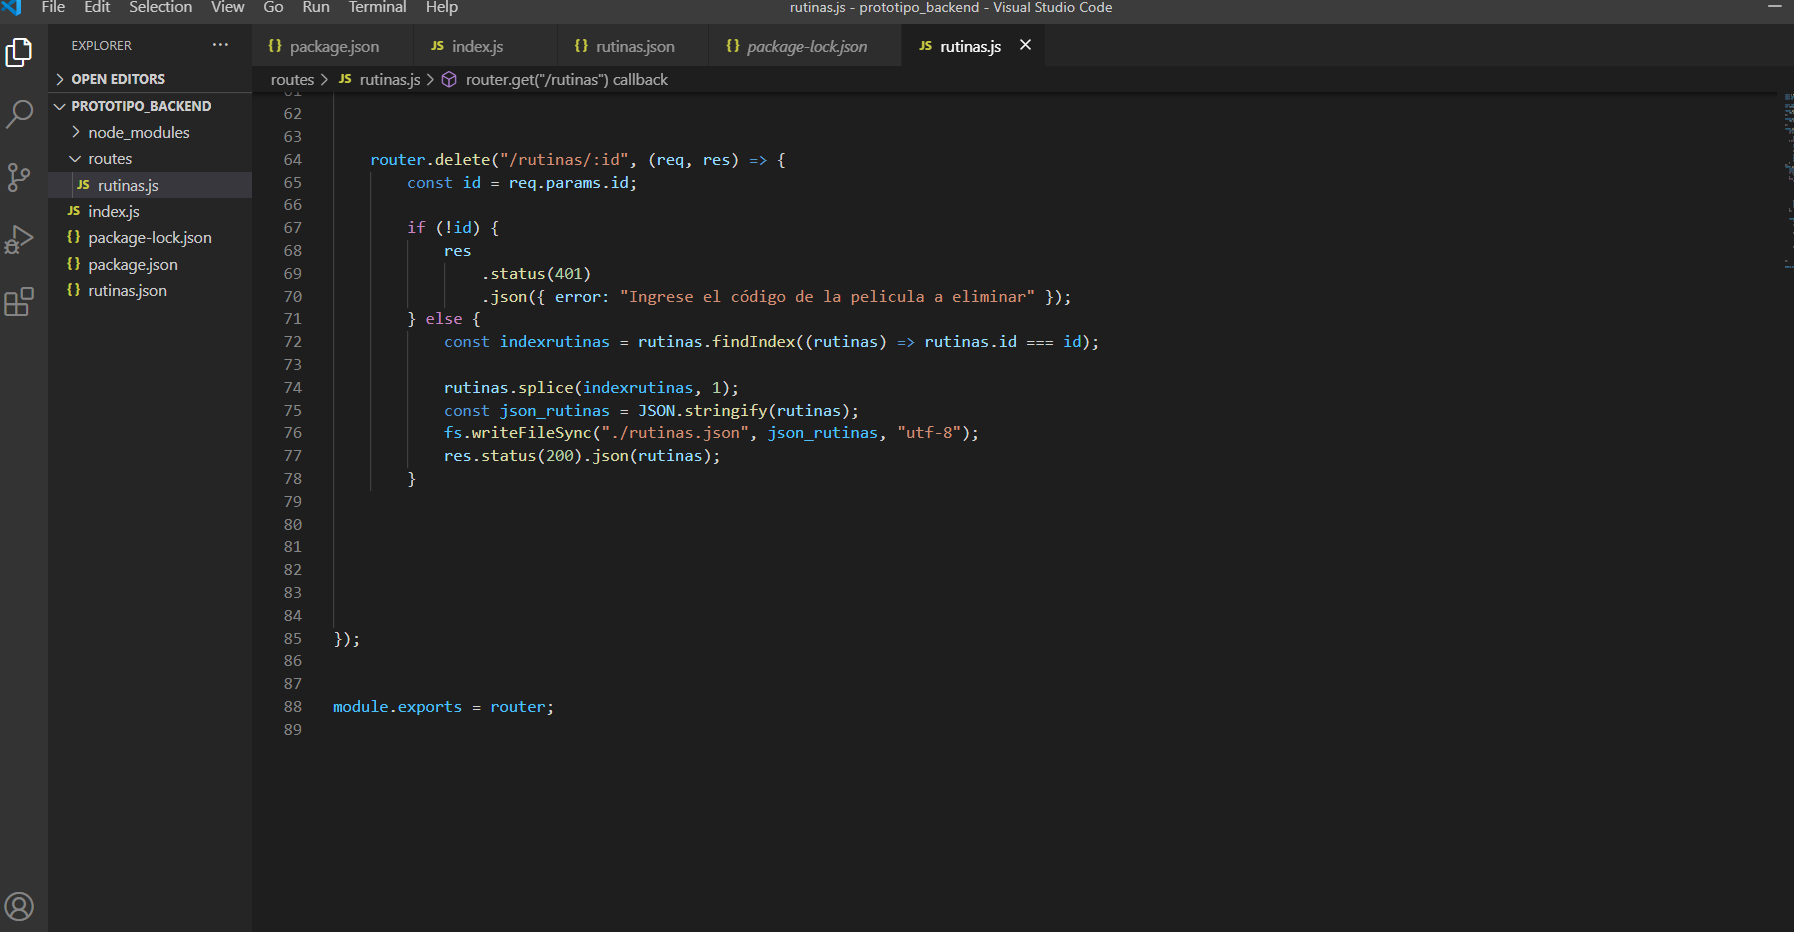 File Edit Selection View Go Run Terminal Help
rutinas.js - prototipo_backend - Visual Studio Code
EXPLORER ...
OPEN EDITORS
PROTOTIPO_BACKEND
node_modules
routes
JS rutinas.js
JS index.js
{} package-lock.json
{} package.json
{} rutinas.json
{} package.json
JS index.js
{} rutinas.json
{} package-lock.json
JS rutinas.js
routes > JS rutinas.js > router.get("/rutinas") callback
61
62
63
64 router.delete("/rutinas/:id", (req, res) => {
65 const id = req.params.id;
66
67 if (!id) {
68 res
69 .status(401)
70 .json({ error: "Ingrese el código de la pelicula a eliminar" });
71 } else {
72 const indexrutinas = rutinas.findIndex((rutinas) => rutinas.id === id);
73
74 rutinas.splice(indexrutinas, 1);
75 const json_rutinas = JSON.stringify(rutinas);
76 fs.writeFileSync("./rutinas.json", json_rutinas, "utf-8");
77 res.status(200).json(rutinas);
78 }
79
80
81
82
83
84
85 });
86
87
88 module.exports = router;
89